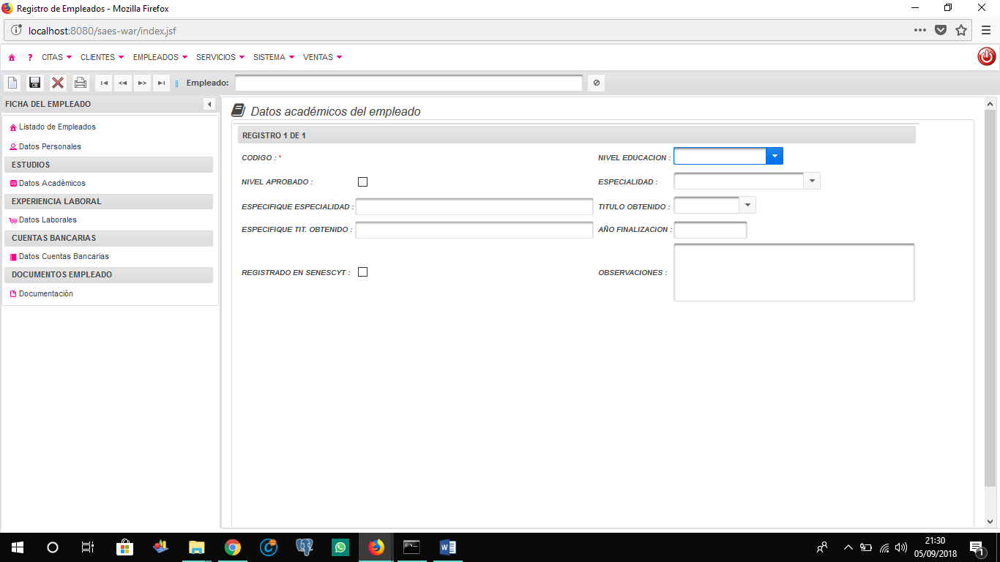 Registro de Empleados - Mozilla Firefox
localhost:8080/saes-war/index.jsf
? CITAS CLIENTES EMPLEADOS SERVICIOS SISTEMA VENTAS
Empleado:
FICHA DEL EMPLEADO
Listado de Empleados
Datos Personales
ESTUDIOS
Datos Acadèmicos
EXPERIENCIA LABORAL
Datos Laborales
CUENTAS BANCARIAS
Datos Cuentas Bancarias
DOCUMENTOS EMPLEADO
Documentaciòn
Datos académicos del empleado
REGISTRO 1 DE 1
CODIGO : * NIVEL EDUCACION :
NIVEL APROBADO : ESPECIALIDAD :
ESPECIFIQUE ESPECIALIDAD : TITULO OBTENIDO :
ESPECIFIQUE TIT. OBTENIDO : AÑO FINALIZACION :
REGISTRADO EN SENESCYT : OBSERVACIONES :
21:30
05/09/2018
1